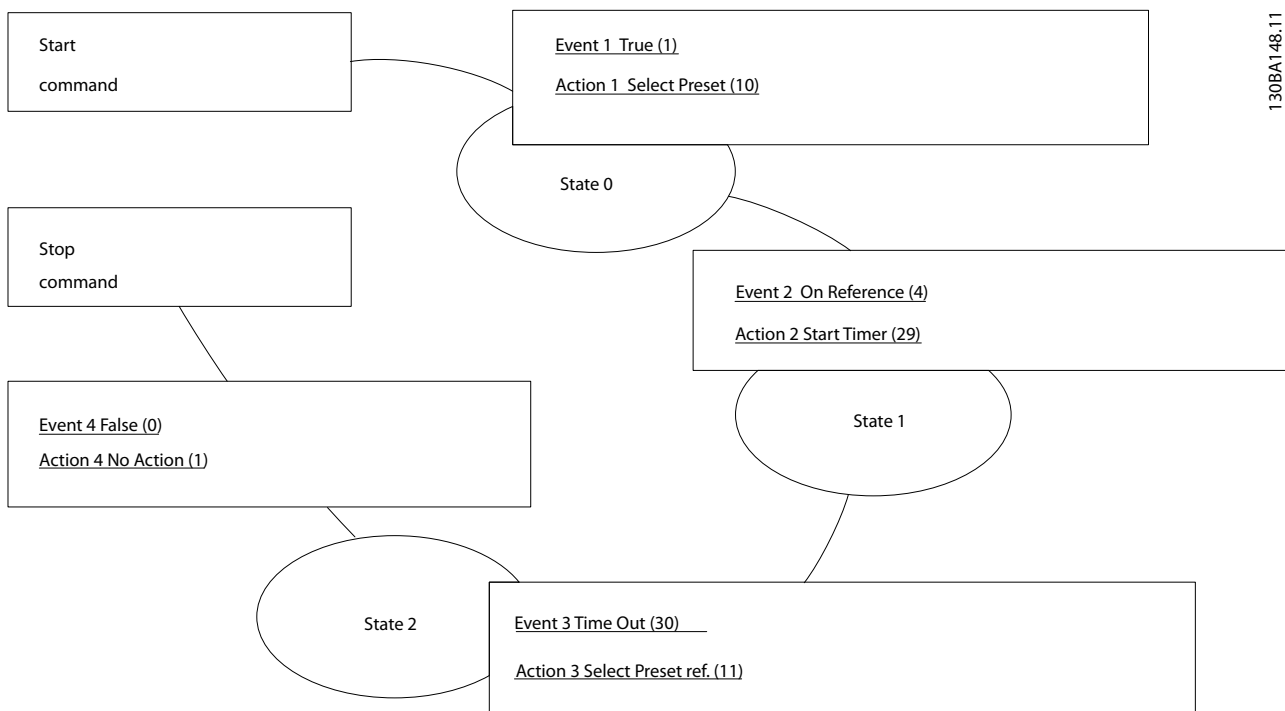 Start
command
Event 1 True (1)
Action 1 Select Preset (10)
130BA148.11
State 0
Stop
command
Event 2 On Reference (4)
Action 2 Start Timer (29)
State 1
Event 4 False (0)
Action 4 No Action (1)
State 2
Event 3 Time Out (30)
Action 3 Select Preset ref. (11)